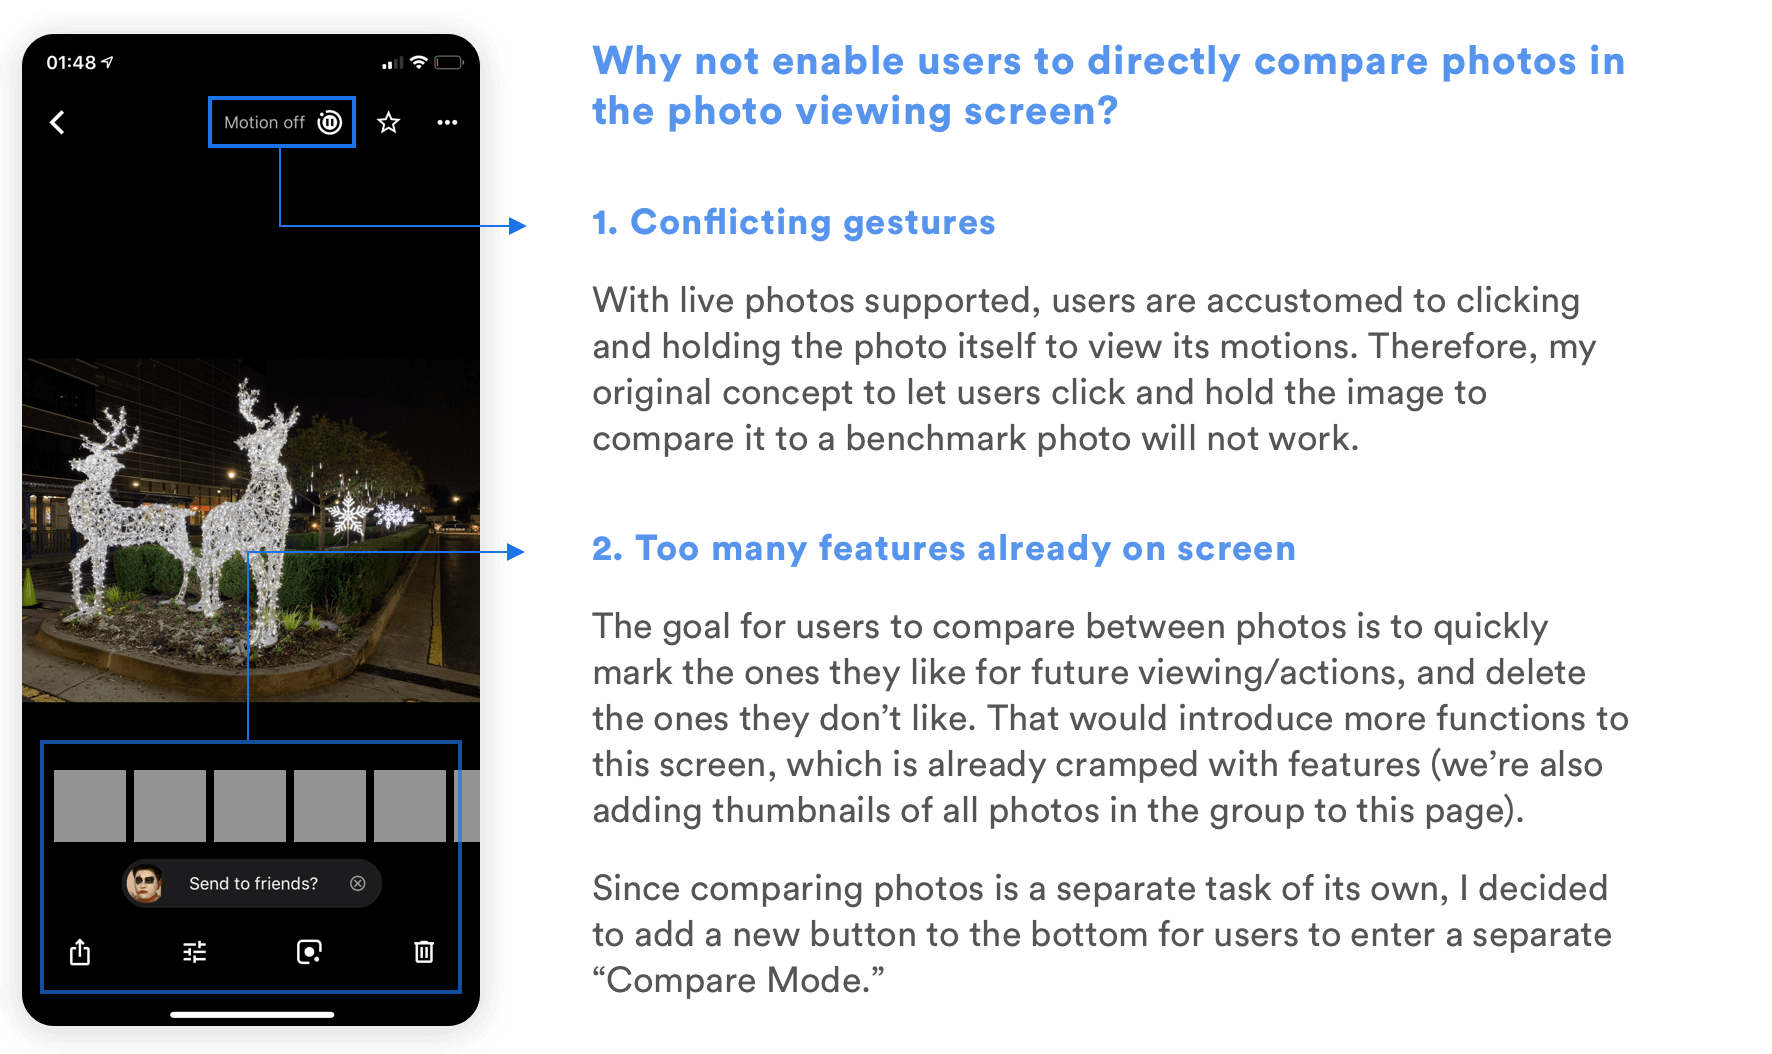 01:48
Motion off
Send to friends?
Why not enable users to directly compare photos in
the photo viewing screen?
1. Conflicting gestures
With live photos supported, users are accustomed to clicking
and holding the photo itself to view its motions. Therefore, my
original concept to let users click and hold the image to
compare it to a benchmark photo will not work.
2. Too many features already on screen
The goal for users to compare between photos is to quickly
mark the ones they like for future viewing/actions, and delete
the ones they don’t like. That would introduce more functions to
this screen, which is already cramped with features (we’re also
adding thumbnails of all photos in the group to this page).
Since comparing photos is a separate task of its own, I decided
to add a new button to the bottom for users to enter a separate
“Compare Mode.”